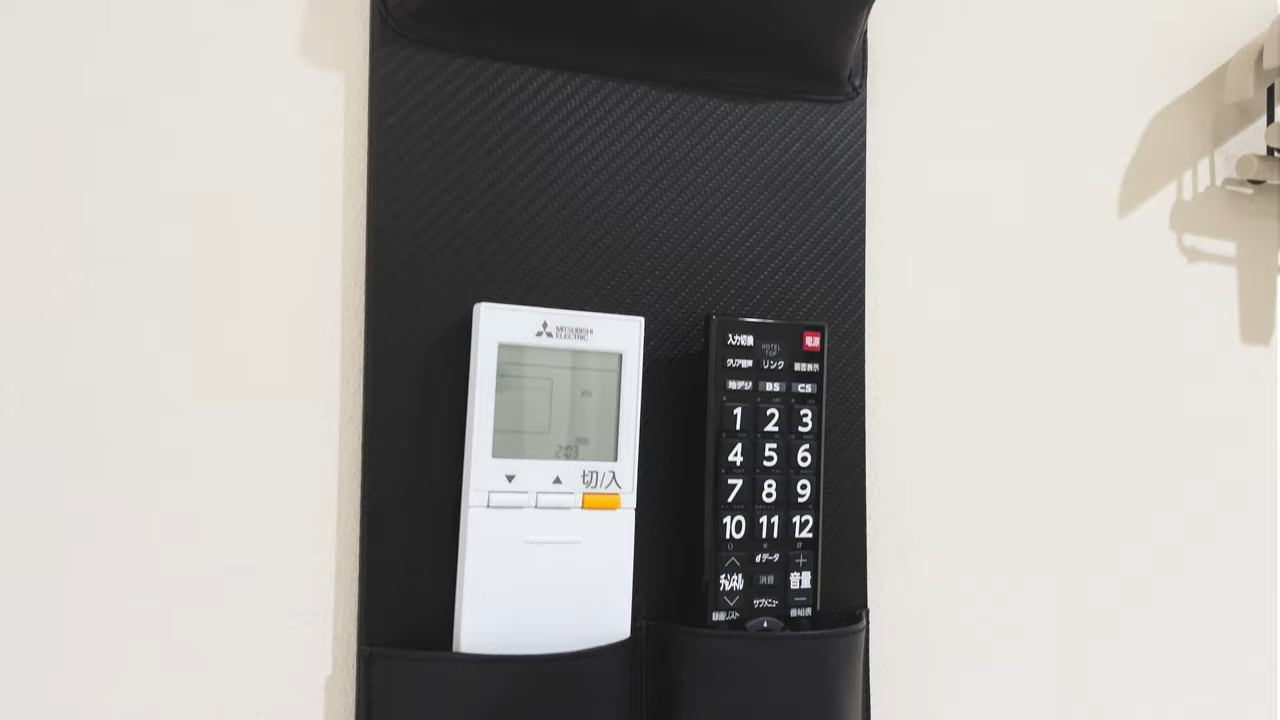 MITSUBISHI
ELECTRIC
2:03
▼ ▲ 切/入
入力切換 電源
HOTEL
TOP
クリア音声 リンク 画面表示
地デジ BS CS
1 2 3
4 5 6
7 8 9
10 11 12
0 * #
dデータ +
チャンネル 消音 音量
サブメニュー −
録画リスト 番組表